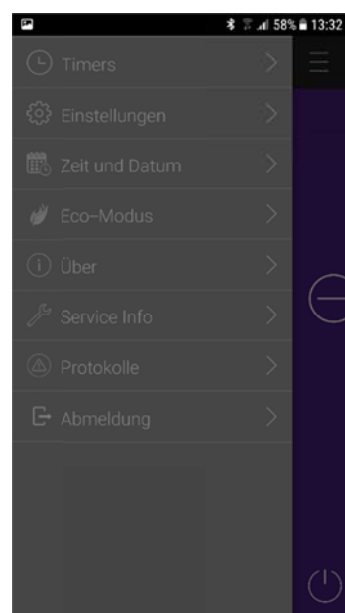 58% 13:32
Timers
Einstellungen
Zeit und Datum
Eco-Modus
Über
Service Info
Protokolle
Abmeldung